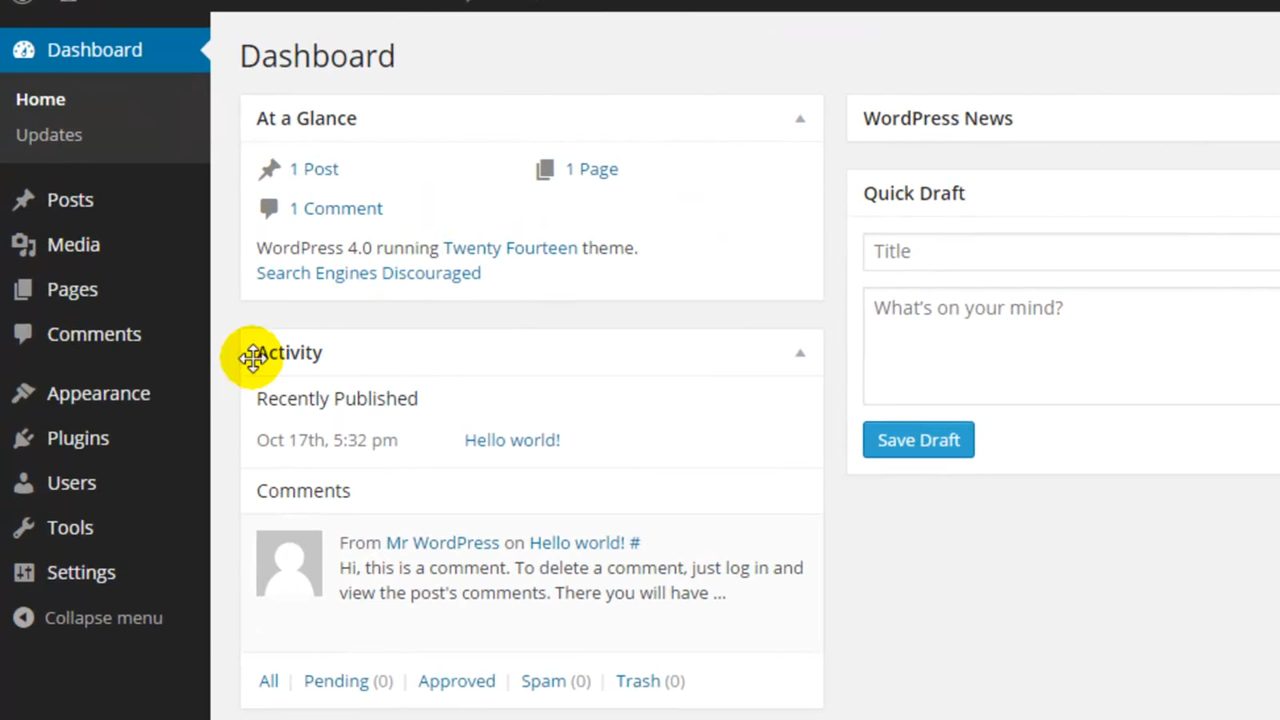 Dashboard
Home
Updates
Posts
Media
Pages
Comments
Appearance
Plugins
Users
Tools
Settings
Collapse menu
Dashboard
At a Glance
1 Post
1 Page
1 Comment
WordPress 4.0 running Twenty Fourteen theme.
Search Engines Discouraged
Activity
Recently Published
Oct 17th, 5:32 pm Hello world!
Comments
From Mr WordPress on Hello world! #
Hi, this is a comment. To delete a comment, just log in and
view the post's comments. There you will have ...
All | Pending (0) | Approved | Spam (0) | Trash (0)
WordPress News
Quick Draft
Title
What's on your mind?
Save Draft